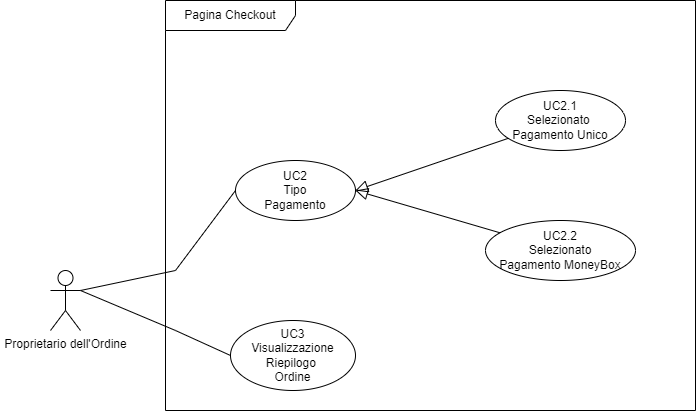 Pagina Checkout
UC2.1
Selezionato
Pagamento Unico
UC2
Tipo
Pagamento
UC2.2
Selezionato
Pagamento MoneyBox
Proprietario dell'Ordine
UC3
Visualizzazione
Riepilogo
Ordine